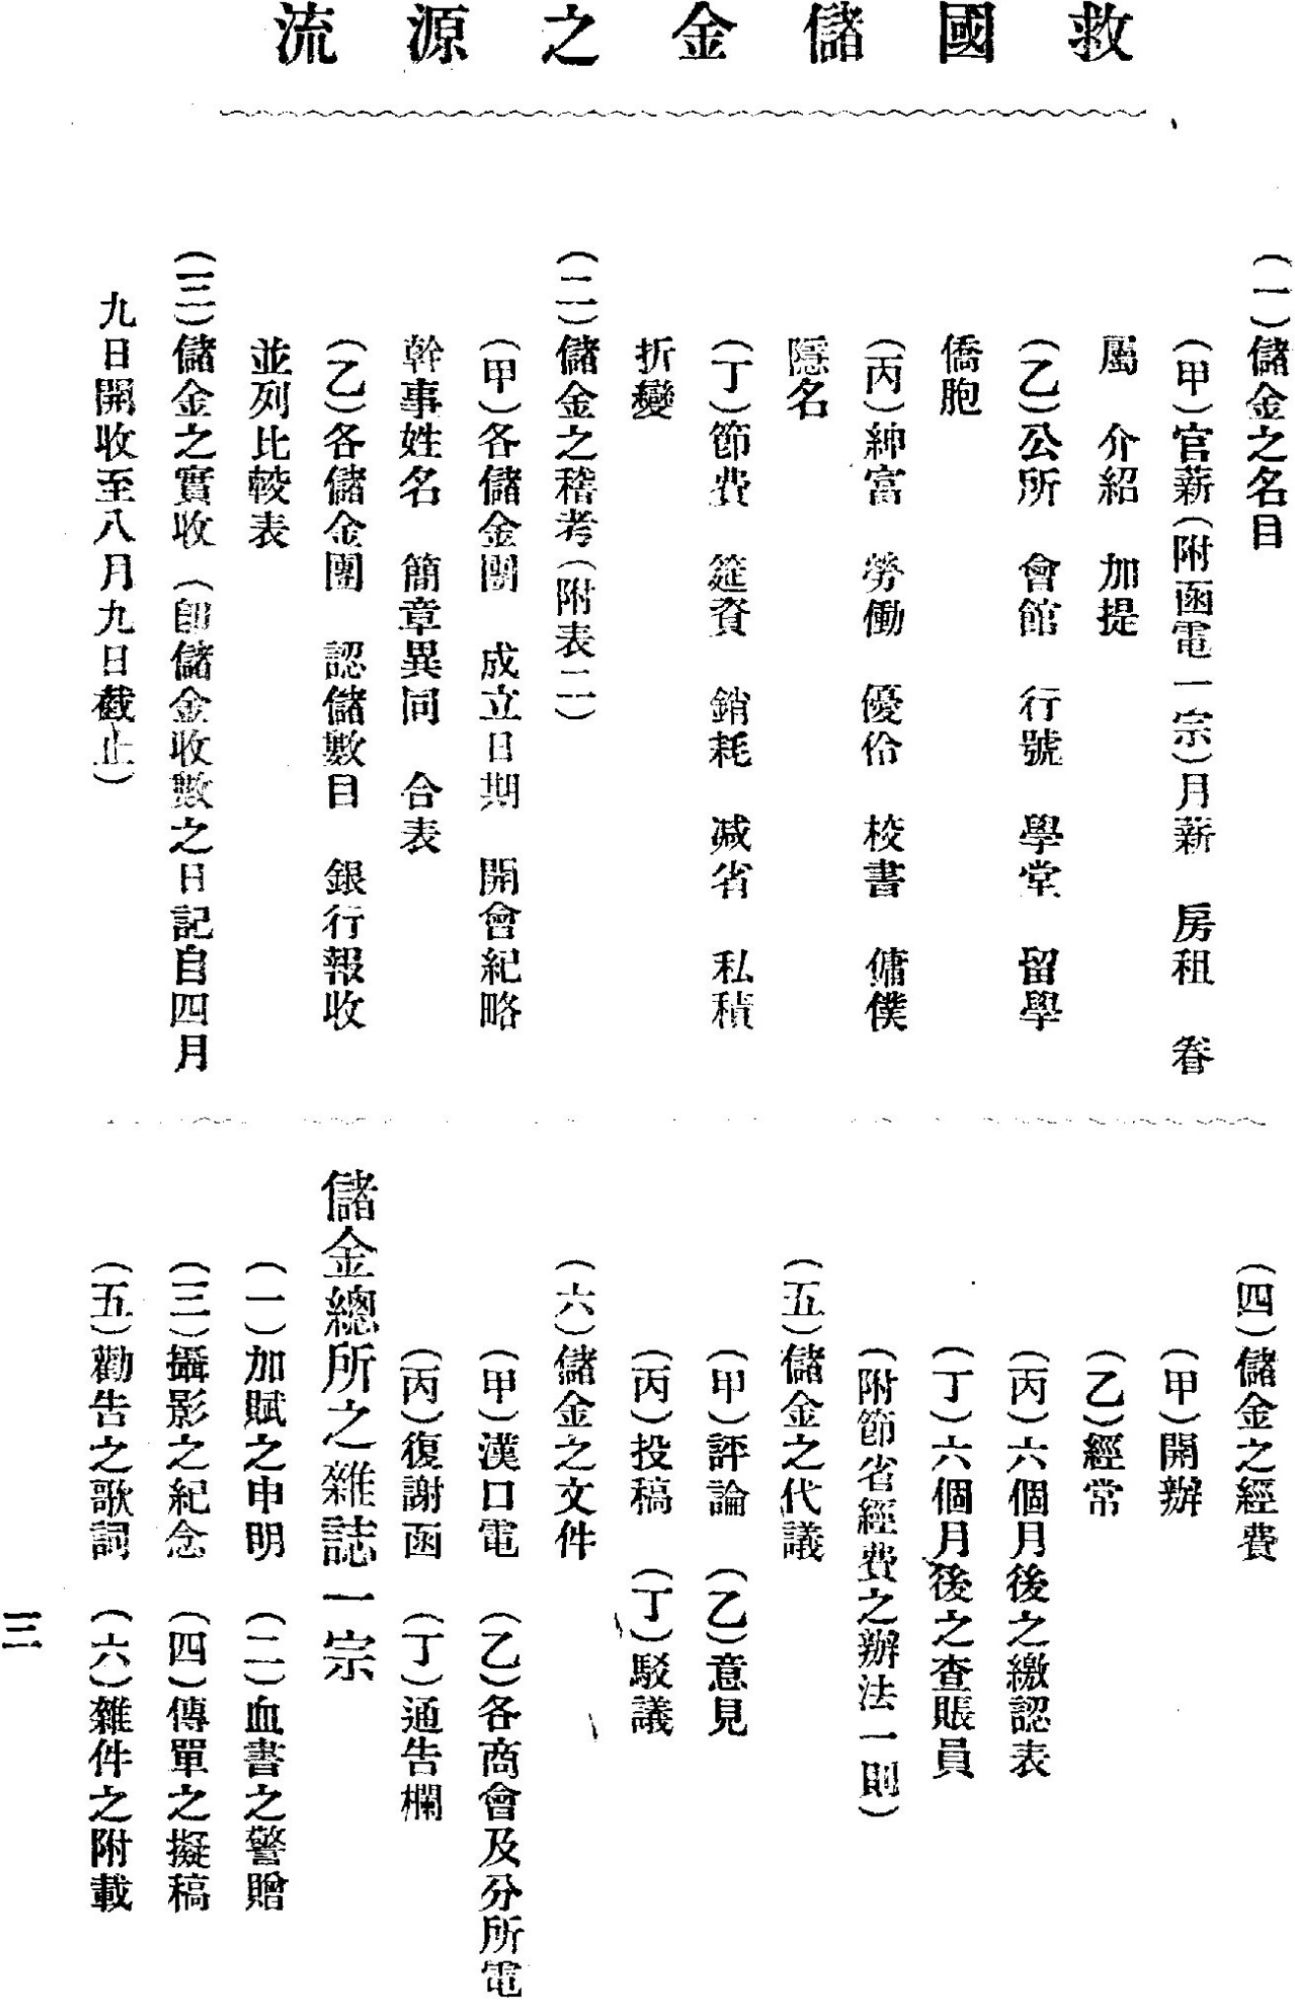 救國儲金之源流
（一）儲金之名目
（甲）官薪（附函電一宗）月薪　房租　眷
屬　介紹　加提
（乙）公所　會館　行號　學堂　留學
僑胞
（丙）紳富　勞働　優伶　校書　傭僕
隱名
（丁）節費　筵資　銷耗　减省　私積
折變
（二）儲金之稽考（附表二）
（甲）各儲金團　成立日期　開會紀略
幹事姓名　簡章異同　合表
（乙）各儲金團　認儲數目　銀行報收
並列比較表
（三）儲金之實收（卽儲金收數之日記自四月
九日開收至八月九日截止）
（四）儲金之經費
（甲）開辦
（乙）經常
（丙）六個月後之繳認表
（丁）六個月後之查賬員
（附節省經費之辦法一則）
（五）儲金之代議
（甲）評論　（乙）意見
（丙）投稿　（丁）駁議
（六）儲金之文件
（甲）漢口電　（乙）各商會及分所電
（丙）復謝函　（丁）通告欄
儲金總所之雜誌一宗
（一）加賦之申明　（二）血書之警贈
（三）攝影之紀念　（四）傳單之擬稿
（五）勸告之歌詞　（六）雜件之附載
三